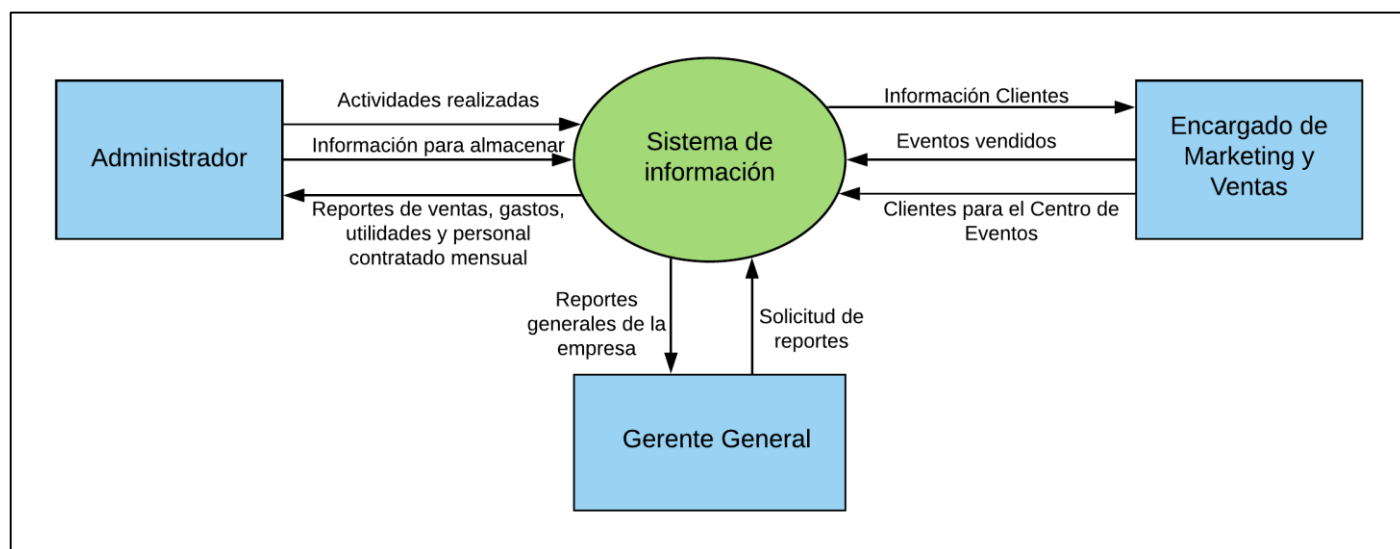 Administrador
Actividades realizadas
Información para almacenar
Reportes de ventas, gastos,
utilidades y personal
contratado mensual
Sistema de
información
Información Clientes
Eventos vendidos
Clientes para el Centro de
Eventos
Encargado de
Marketing y
Ventas
Reportes
generales de la
empresa
Solicitud de
reportes
Gerente General